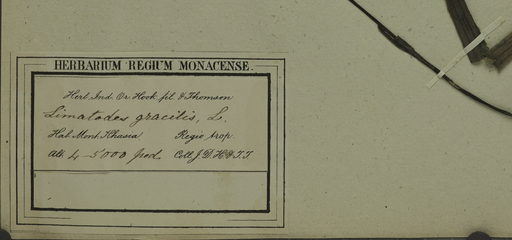 HERBARIUM REGIUM MONACENSE.
Herb. Ind. Or. Hook. fil. & Thomson
Limatodes gracilis, L.
Hab. Mont. Khasia Regio trop.
Alt. 4-5000 ped. Coll. J. D. H. & T. T.